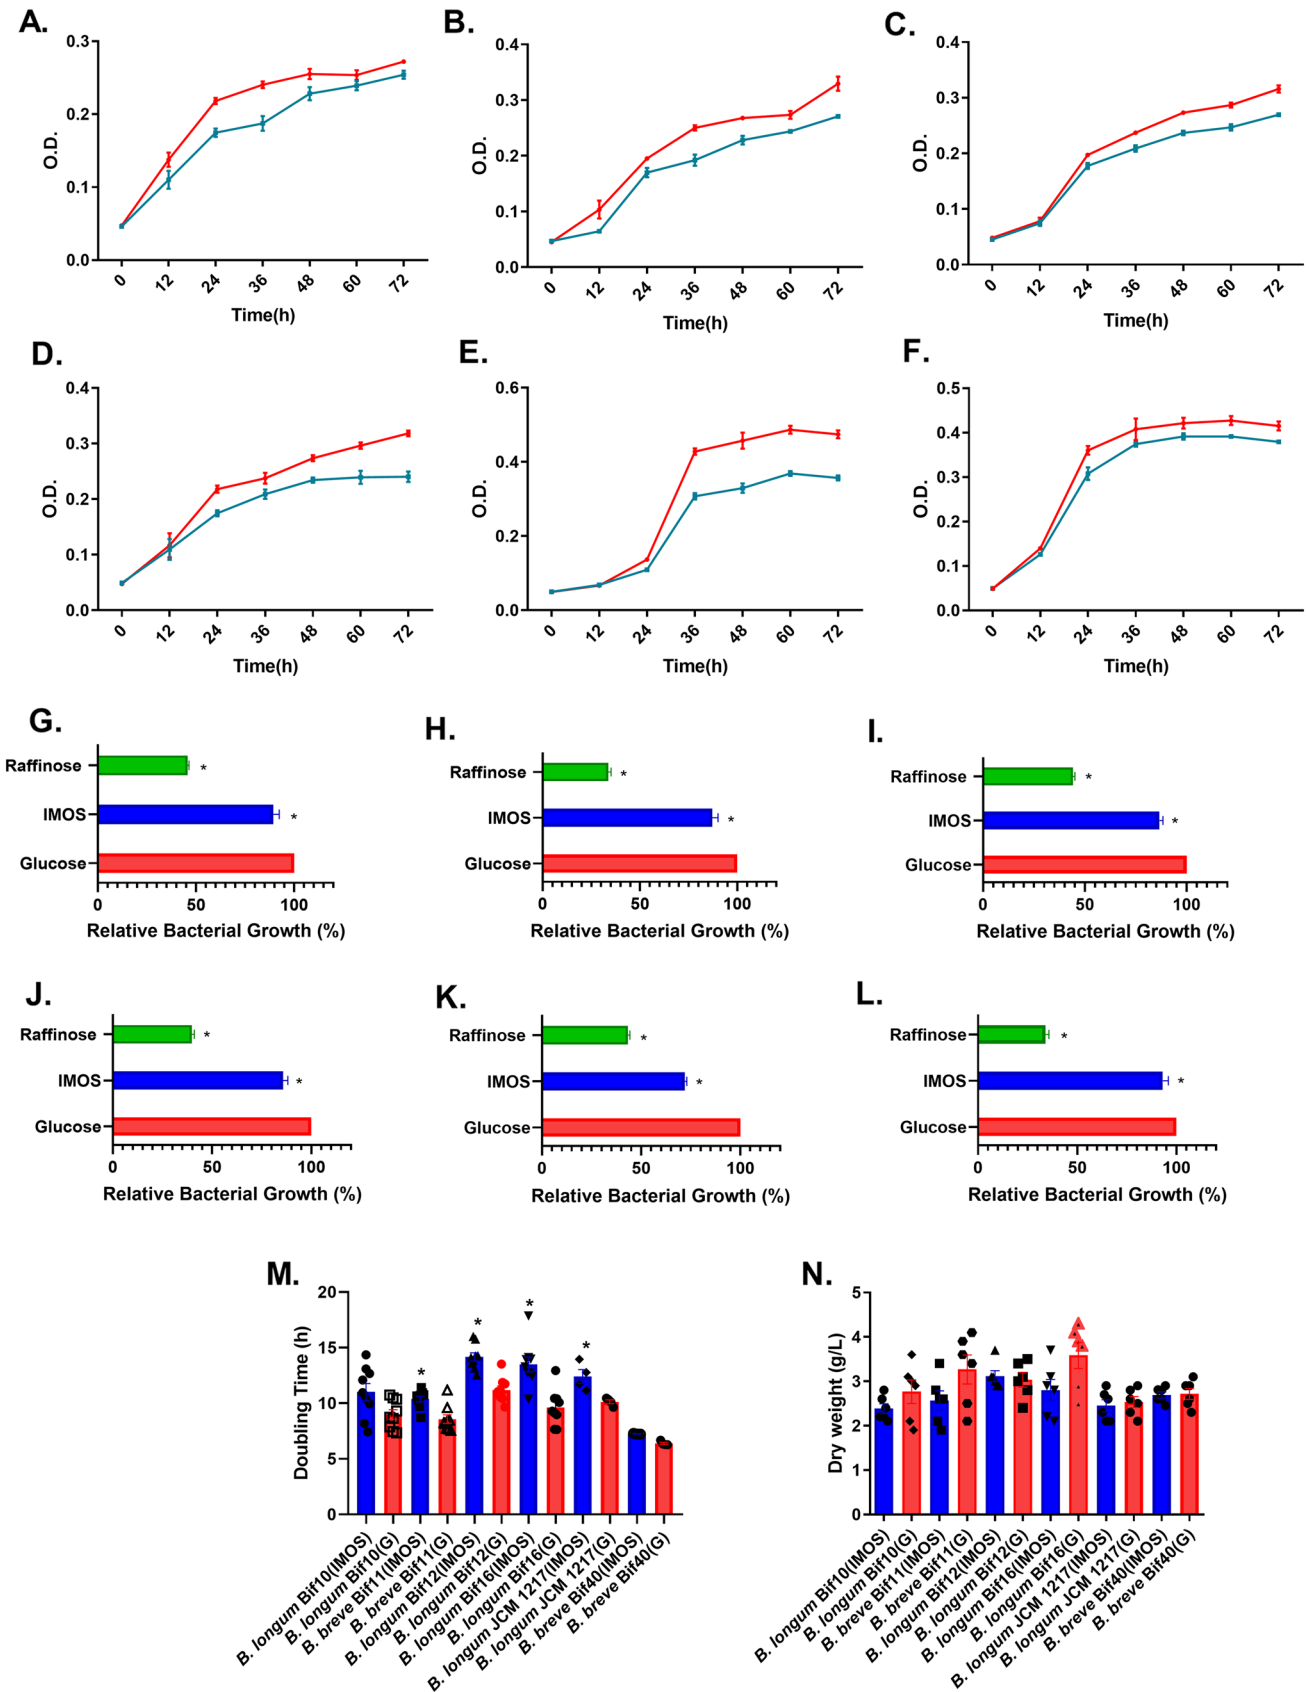 A.
0.3
0.2
0.1
0.0
O.D.
0 12 24 36 48 60 72
Time(h)
B.
0.4
0.3
0.2
0.1
0.0
O.D.
0 12 24 36 48 60 72
Time(h)
C.
0.4
0.3
0.2
0.1
0.0
O.D.
0 12 24 36 48 60 72
Time(h)
D.
0.4
0.3
0.2
0.1
0.0
O.D.
0 12 24 36 48 60 72
Time(h)
E.
0.6
0.4
0.2
0.0
O.D.
0 12 24 36 48 60 72
Time(h)
F.
0.5
0.4
0.3
0.2
0.1
0.0
O.D.
0 12 24 36 48 60 72
Time(h)
G.
Raffinose *
IMOS *
Glucose
0 50 100
Relative Bacterial Growth (%)
H.
Raffinose *
IMOS *
Glucose
0 50 100
Relative Bacterial Growth (%)
I.
Raffinose *
IMOS *
Glucose
0 50 100
Relative Bacterial Growth (%)
J.
Raffinose *
IMOS *
Glucose
0 50 100
Relative Bacterial Growth (%)
K.
Raffinose *
IMOS *
Glucose
0 50 100
Relative Bacterial Growth (%)
L.
Raffinose *
IMOS *
Glucose
0 50 100
Relative Bacterial Growth (%)
M.
20
15
10
5
0
Doubling Time (h)
* * * *
B. longum Bif10(IMOS)
B. longum Bif10(G)
B. breve Bif11(IMOS)
B. breve Bif11(G)
B. longum Bif12(IMOS)
B. longum Bif12(G)
B. longum Bif16(IMOS)
B. longum Bif16(G)
B. longum JCM 1217(IMOS)
B. longum JCM 1217(G)
B. breve Bif40(IMOS)
B. breve Bif40(G)
N.
5
4
3
2
1
0
Dry weight (g/L)
B. longum Bif10(IMOS)
B. longum Bif10(G)
B. breve Bif11(IMOS)
B. breve Bif11(G)
B. longum Bif12(IMOS)
B. longum Bif12(G)
B. longum Bif16(IMOS)
B. longum Bif16(G)
B. longum JCM 1217(IMOS)
B. longum JCM 1217(G)
B. breve Bif40(IMOS)
B. breve Bif40(G)